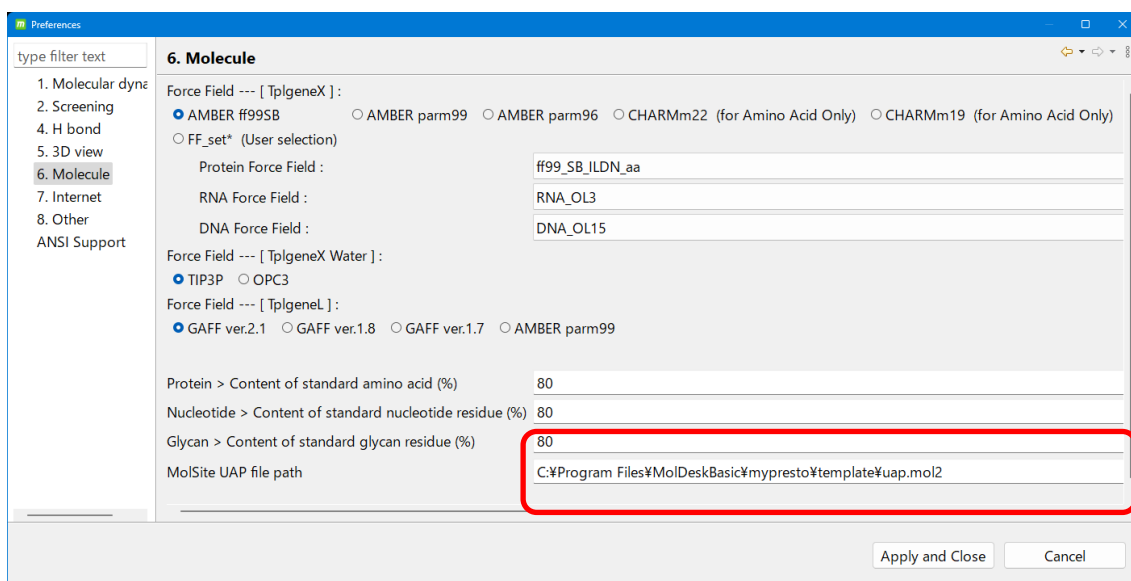 m Preferences
type filter text
6. Molecule
1. Molecular dyna
2. Screening
4. H bond
5. 3D view
6. Molecule
7. Internet
8. Other
ANSI Support
Force Field --- [ TplgeneX ] :
AMBER ff99SB AMBER parm99 AMBER parm96 CHARMm22 (for Amino Acid Only) CHARMm19 (for Amino Acid Only)
FF_set* (User selection)
Protein Force Field : ff99_SB_ILDN_aa
RNA Force Field : RNA_OL3
DNA Force Field : DNA_OL15
Force Field --- [ TplgeneX Water ] :
TIP3P OPC3
Force Field --- [ TplgeneL ] :
GAFF ver.2.1 GAFF ver.1.8 GAFF ver.1.7 AMBER parm99
Protein > Content of standard amino acid (%) 80
Nucleotide > Content of standard nucleotide residue (%) 80
Glycan > Content of standard glycan residue (%) 80
MolSite UAP file path C:¥Program Files¥MolDeskBasic¥mypresto¥template¥uap.mol2
Apply and Close Cancel